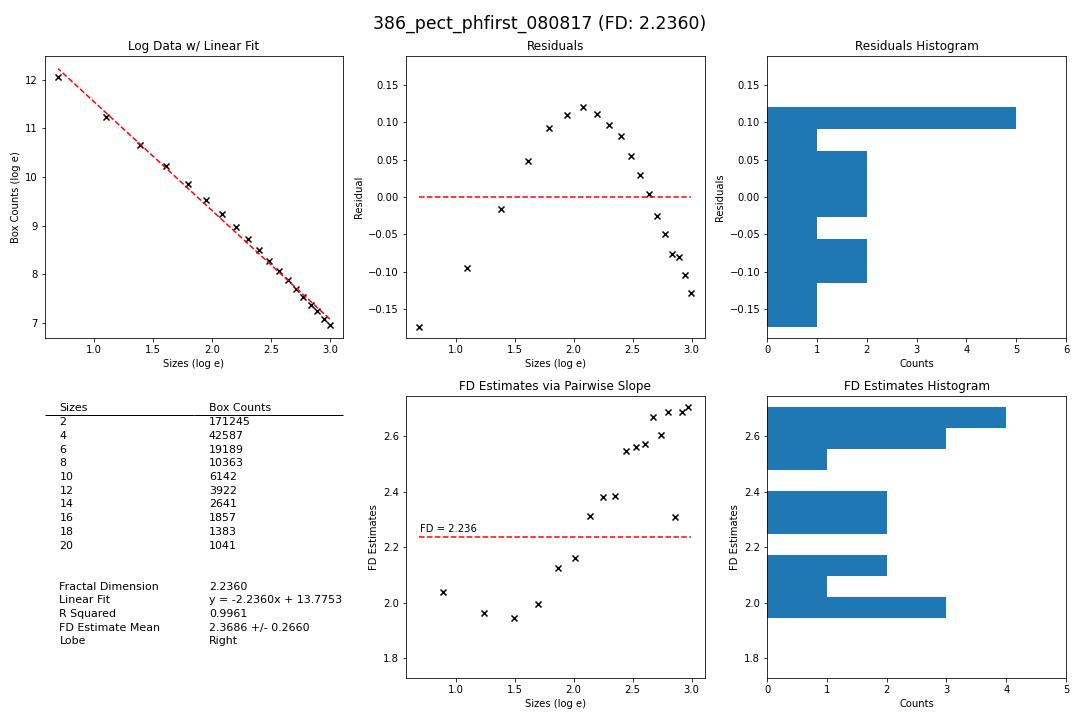 386_pect_phfirst_080817 (FD: 2.2360)
Log Data w/ Linear Fit
12
11
10
9
8
7
Box Counts (log e)
1.0 1.5 2.0 2.5 3.0
Sizes (log e)
Residuals
0.15
0.10
0.05
0.00
−0.05
−0.10
−0.15
Residual
1.0 1.5 2.0 2.5 3.0
Sizes (log e)
Residuals Histogram
0.15
0.10
0.05
0.00
−0.05
−0.10
−0.15
Residuals
0 1 2 3 4 5 6
Counts
Sizes Box Counts
2 171245
4 42587
6 19189
8 10363
10 6142
12 3922
14 2641
16 1857
18 1383
20 1041
Fractal Dimension 2.2360
Linear Fit y = -2.2360x + 13.7753
R Squared 0.9961
FD Estimate Mean 2.3686 +/- 0.2660
Lobe Right
FD Estimates via Pairwise Slope
2.6
2.4
2.2
2.0
1.8
FD Estimates
FD = 2.236
1.0 1.5 2.0 2.5 3.0
Sizes (log e)
FD Estimates Histogram
2.6
2.4
2.2
2.0
1.8
FD Estimates
0 1 2 3 4 5
Counts